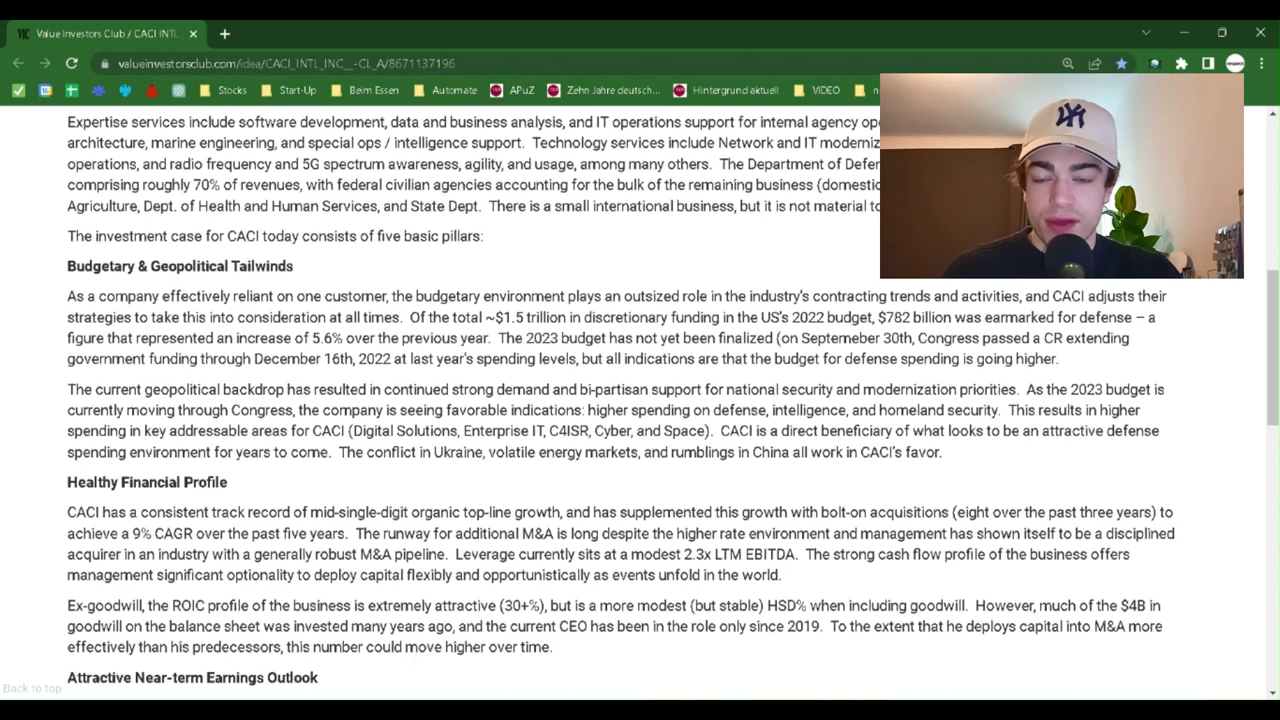 Value Investors Club / CACI INTL
valueinvestorsclub.com/idea/CACI_INTL_INC__-CL_A/8671137196
Stocks Start-Up Beim Essen Automate APuZ Zehn Jahre deutsch... Hintergrund aktuell VIDEO
Expertise services include software development, data and business analysis, and IT operations support for internal agency
architecture, marine engineering, and special ops / intelligence support. Technology services include Network and IT
operations, and radio frequency and 5G spectrum awareness, agility, and usage, among many others. The Department of
comprising roughly 70% of revenues, with federal civilian agencies accounting for the bulk of the remaining business
Agriculture, Dept. of Health and Human Services, and State Dept. There is a small international business, but it is not material
The investment case for CACI today consists of five basic pillars:
Budgetary & Geopolitical Tailwinds
As a company effectively reliant on one customer, the budgetary environment plays an outsized role in the industry's contracting trends and activities, and CACI adjusts their
strategies to take this into consideration at all times. Of the total ~$1.5 trillion in discretionary funding in the US's 2022 budget, $782 billion was earmarked for defense – a
figure that represented an increase of 5.6% over the previous year. The 2023 budget has not yet been finalized (on Septemeber 30th, Congress passed a CR extending
government funding through December 16th, 2022 at last year's spending levels, but all indications are that the budget for defense spending is going higher.
The current geopolitical backdrop has resulted in continued strong demand and bi-partisan support for national security and modernization priorities. As the 2023 budget is
currently moving through Congress, the company is seeing favorable indications: higher spending on defense, intelligence, and homeland security. This results in higher
spending in key addressable areas for CACI (Digital Solutions, Enterprise IT, C4ISR, Cyber, and Space). CACI is a direct beneficiary of what looks to be an attractive defense
spending environment for years to come. The conflict in Ukraine, volatile energy markets, and rumblings in China all work in CACI's favor.
Healthy Financial Profile
CACI has a consistent track record of mid-single-digit organic top-line growth, and has supplemented this growth with bolt-on acquisitions (eight over the past three years) to
achieve a 9% CAGR over the past five years. The runway for additional M&A is long despite the higher rate environment and management has shown itself to be a disciplined
acquirer in an industry with a generally robust M&A pipeline. Leverage currently sits at a modest 2.3x LTM EBITDA. The strong cash flow profile of the business offers
management significant optionality to deploy capital flexibly and opportunistically as events unfold in the world.
Ex-goodwill, the ROIC profile of the business is extremely attractive (30+%), but is a more modest (but stable) HSD% when including goodwill. However, much of the $4B in
goodwill on the balance sheet was invested many years ago, and the current CEO has been in the role only since 2019. To the extent that he deploys capital into M&A more
effectively than his predecessors, this number could move higher over time.
Attractive Near-term Earnings Outlook
Back to top